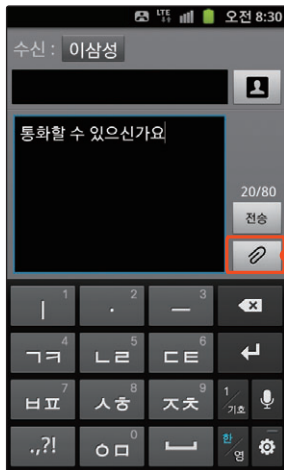 LTE 오전 8:30
수신 : 이삼성
통화할 수 있으신가요
20/80
전송
ㅣ 1 · 2 ㅡ 3
ㄱㅋ 4 ㄴㄹ 5 ㄷㅌ 6
ㅂㅍ 7 ㅅㅎ 8 ㅈㅊ 9 1/기호
.,?! ㅇㅁ 0 한/영